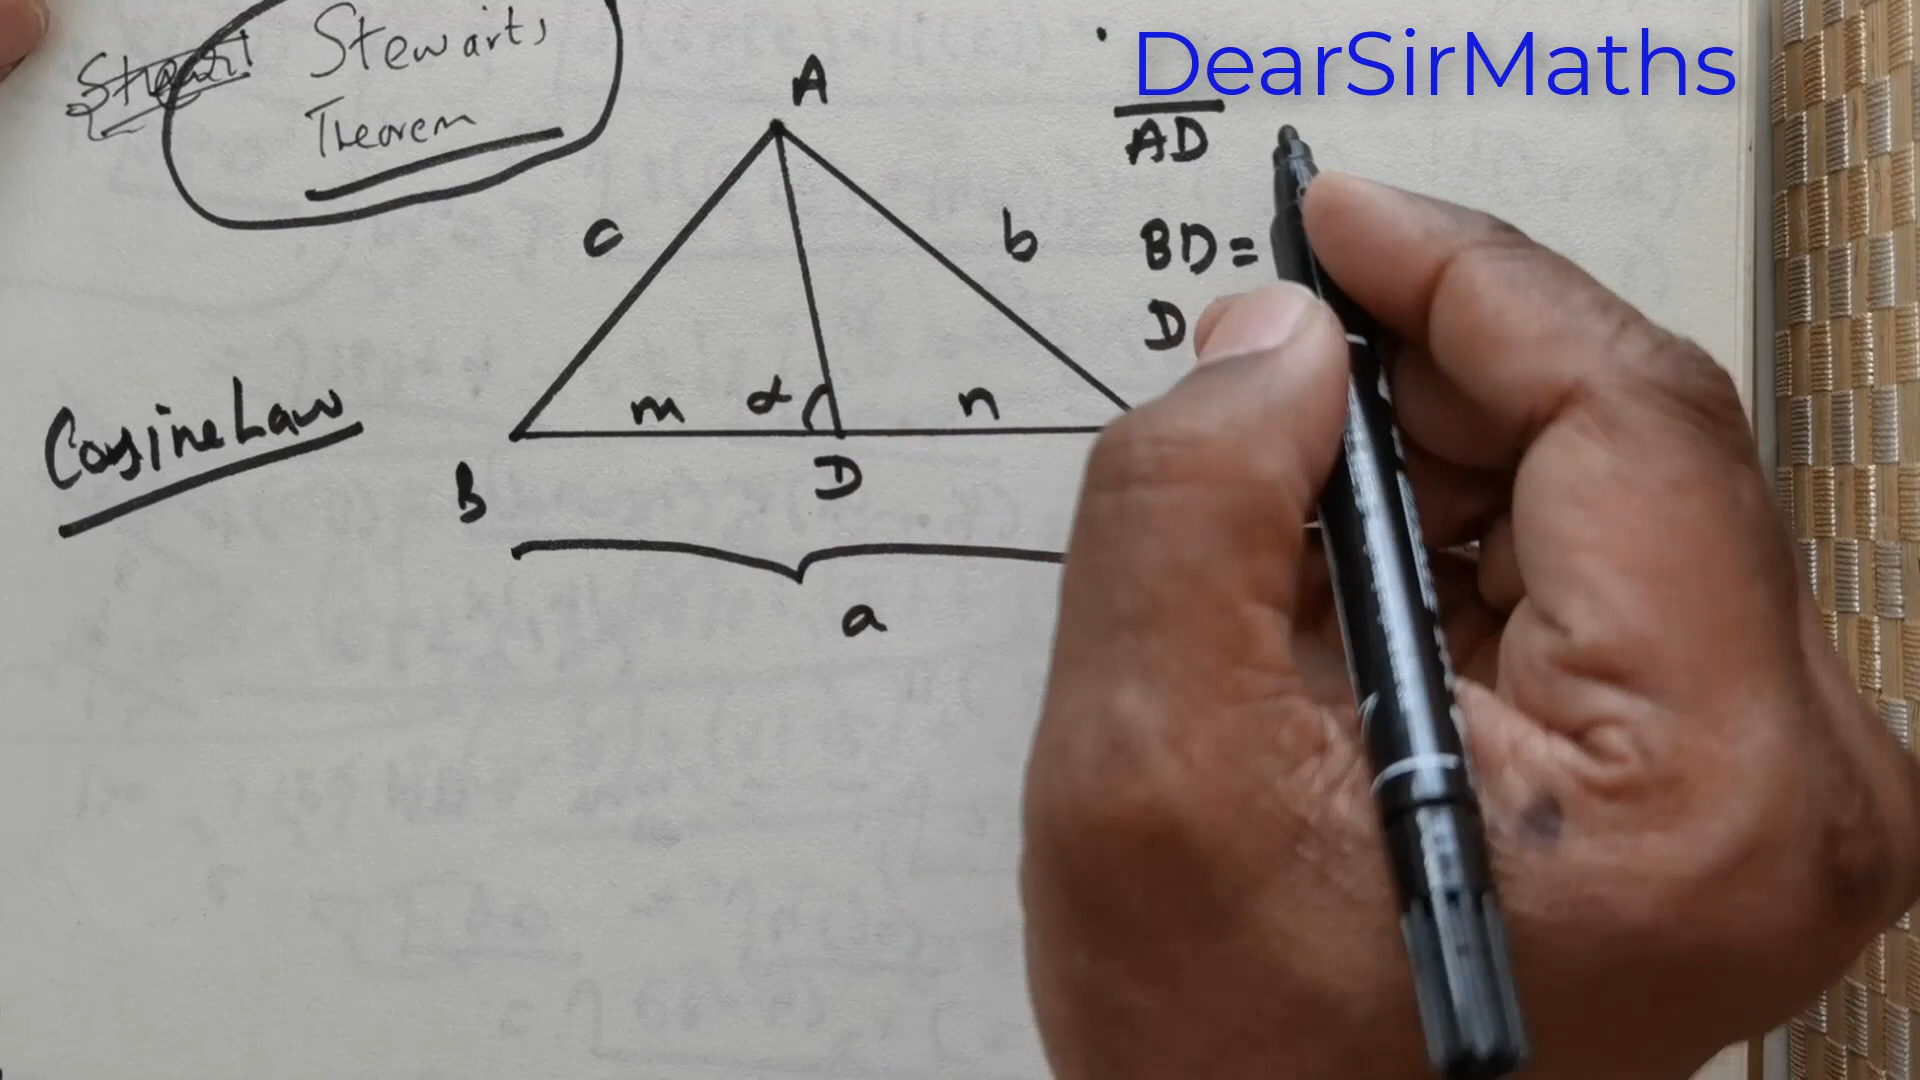 Stewarts
Theorem
DearSirMaths
A
AD
c
b
BD=
D
Cosine Law
m
α
n
B
D
a